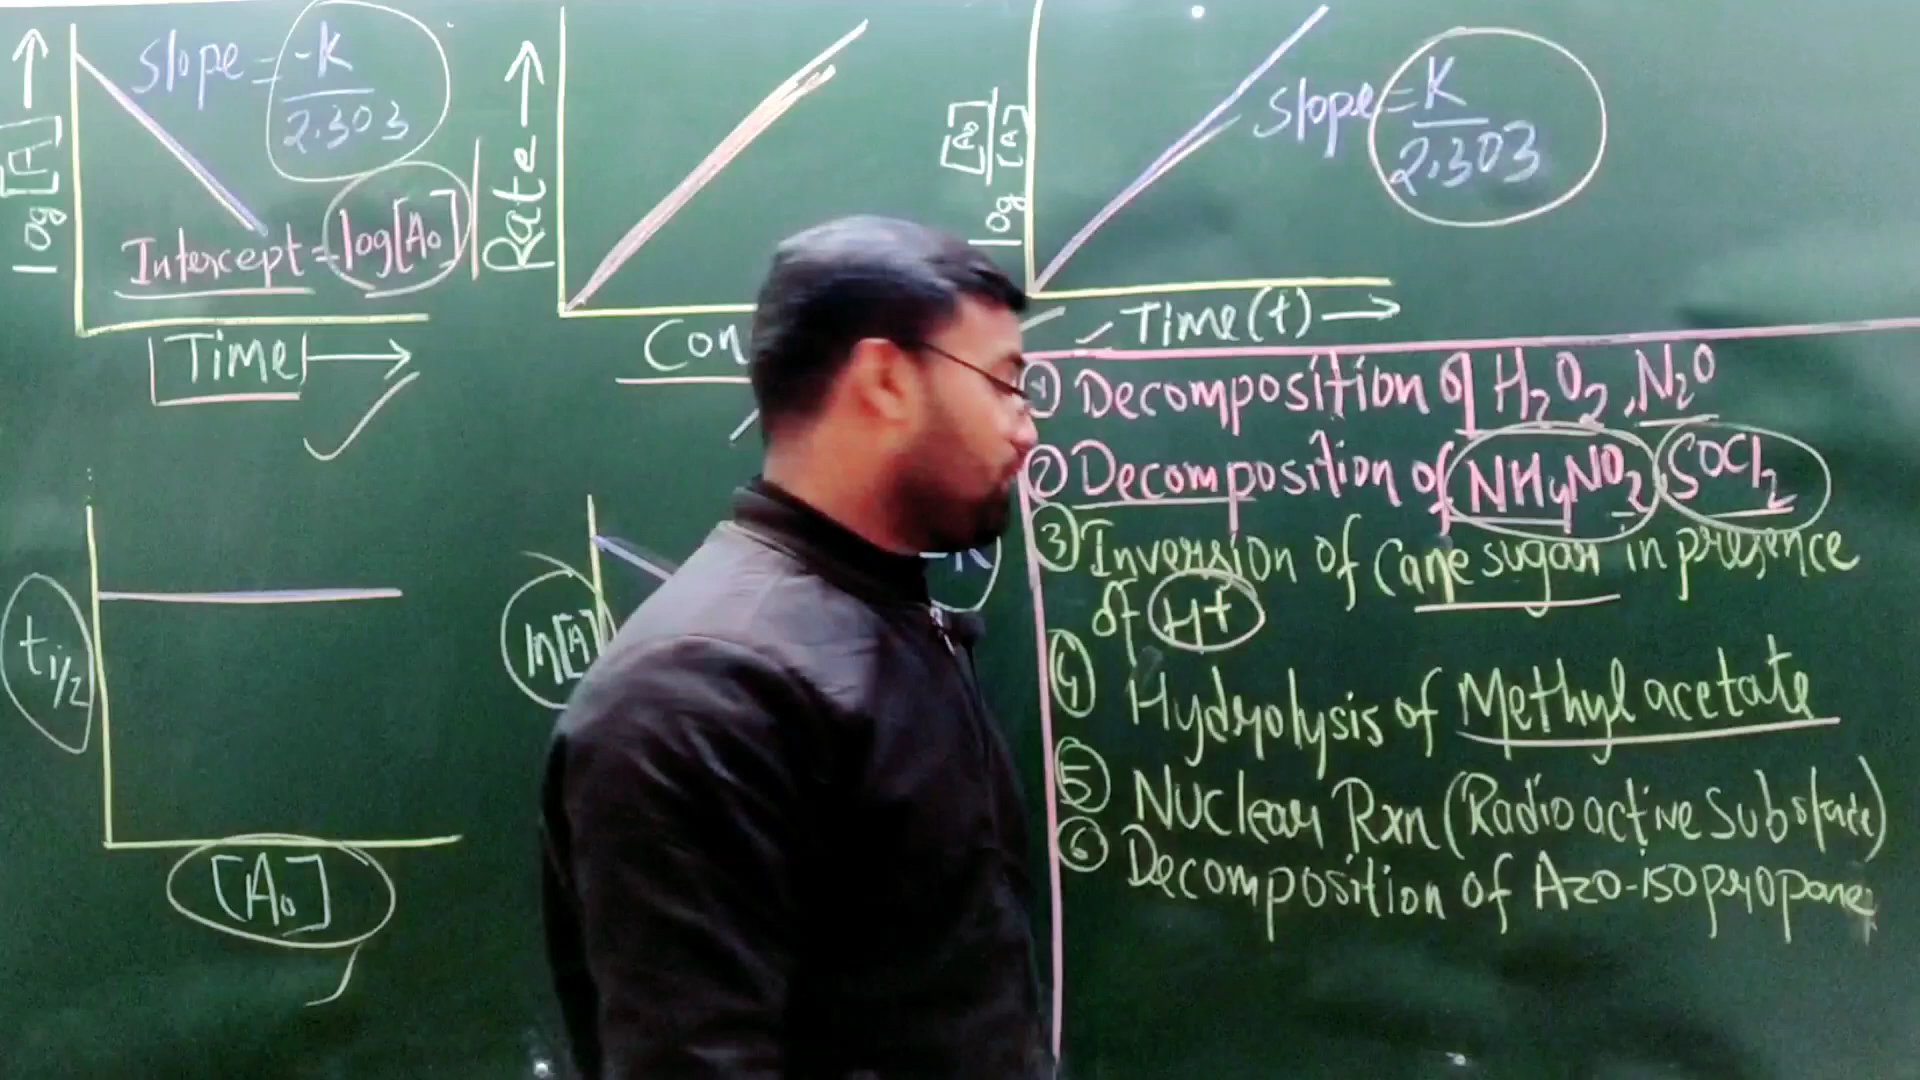 log[A]
Slope = -K/2.303
Intercept = log[A₀]
Time
Rate
Con
log [A₀]/[A]
Slope = K/2.303
Time(t)
t1/2
[A₀]
ln[A]
-K
① Decomposition of H₂O₂, N₂O
② Decomposition of NH4NO₂, SOCl₂
③ Inversion of Cane sugar in presence
of H+
④ Hydrolysis of Methyl acetate
⑤ Nuclear Rxn (Radioactive Substance)
⑥ Decomposition of Azo-isopropane